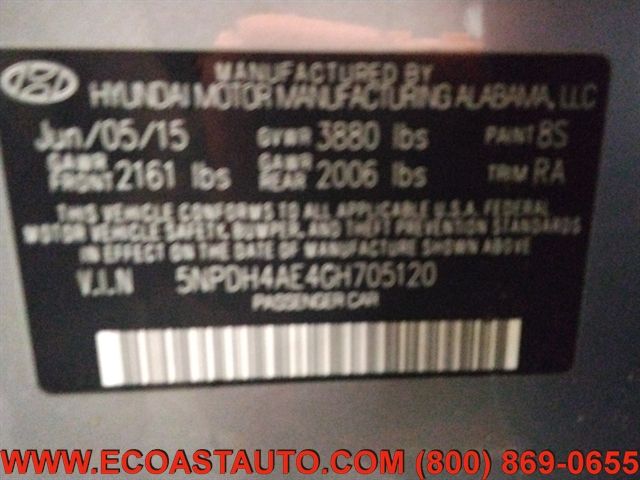 MANUFACTURED BY
HYUNDAI MOTOR MANUFACTURING ALABAMA, LLC
Jun/05/15 GVWR 3880 lbs PAINT 8S
GAWR FRONT 2161 lbs GAWR REAR 2006 lbs TRIM RA
THIS VEHICLE CONFORMS TO ALL APPLICABLE U.S.A. FEDERAL
MOTOR VEHICLE SAFETY, BUMPER, AND THEFT PREVENTION STANDARDS
IN EFFECT ON THE DATE OF MANUFACTURE SHOWN ABOVE.
V.I.N 5NPDH4AE4GH705120
PASSENGER CAR
WWW.ECOASTAUTO.COM (800) 869-0655